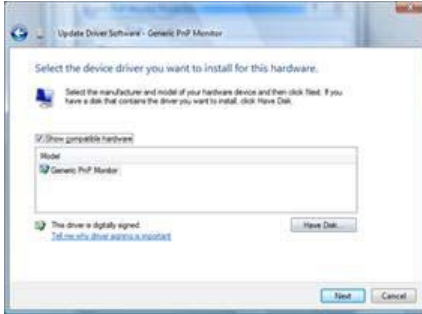 Update Driver Software - Generic PnP Monitor
Select the device driver you want to install for this hardware.
Select the manufacturer and model of your hardware device and then click Next. If you
have a disk that contains the driver you want to install, click Have Disk.
Show compatible hardware
Model
Generic PnP Monitor
This driver is digitally signed.
Have Disk...
Tell me why driver signing is important
Next
Cancel